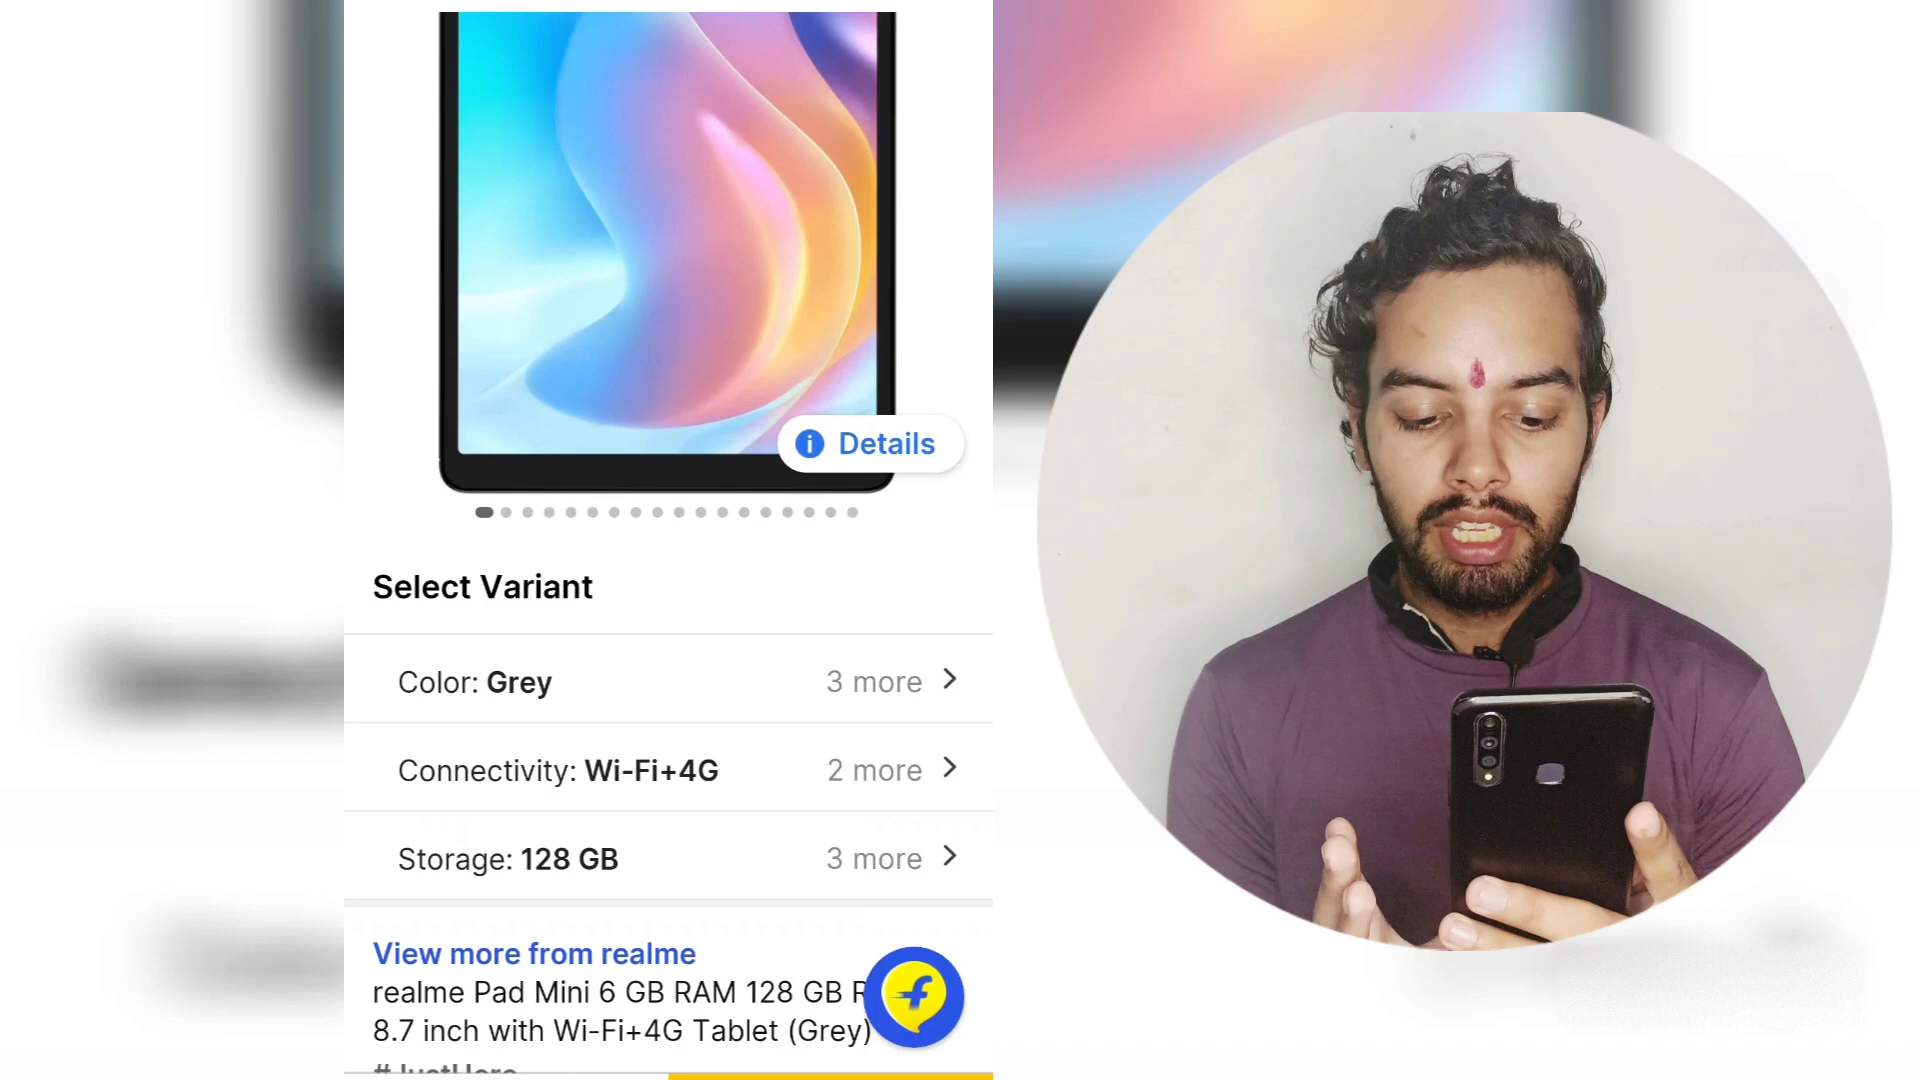 Details
Select Variant
Color: Grey 3 more
Connectivity: Wi-Fi+4G 2 more
Storage: 128 GB 3 more
View more from realme
realme Pad Mini 6 GB RAM 128 GB
8.7 inch with Wi-Fi+4G Tablet (Grey)
#JustHere